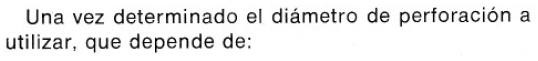 Una vez determinado el diámetro de perforación a
utilizar, que depende de: